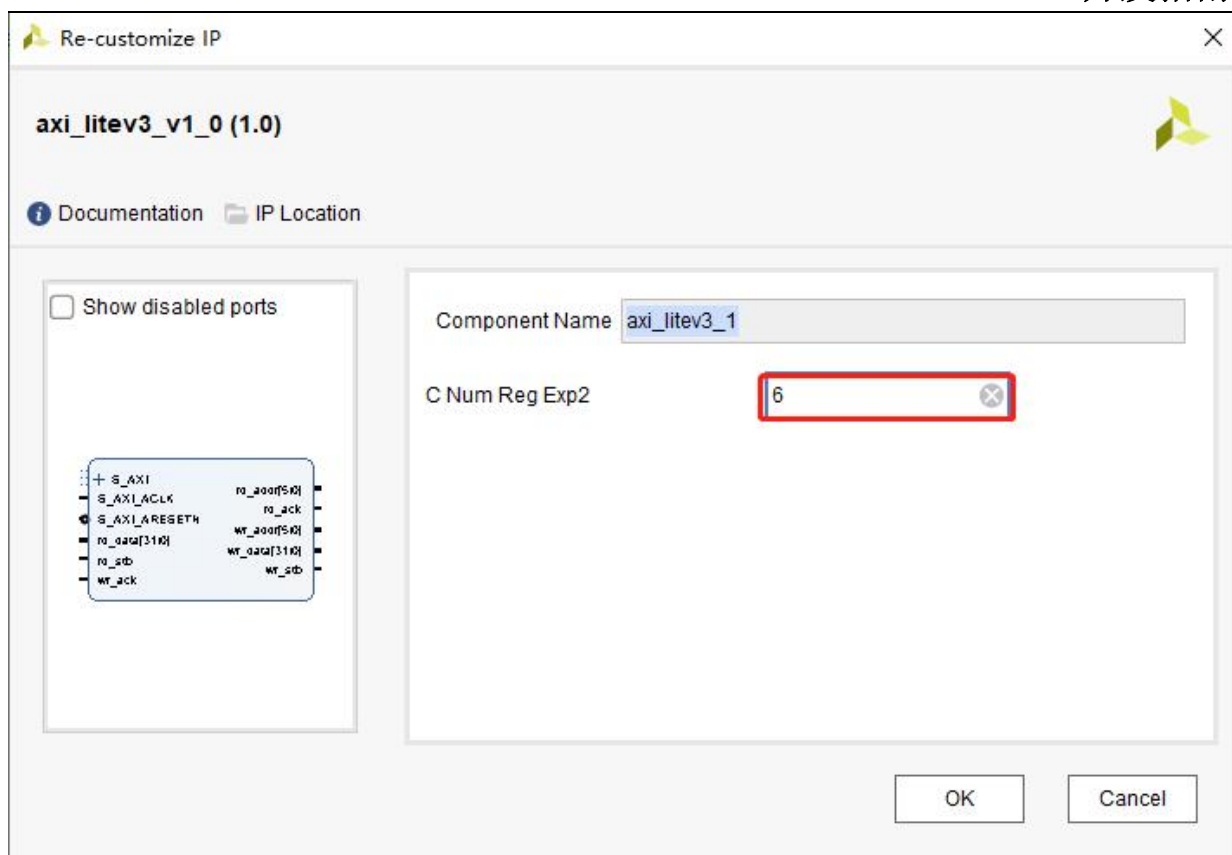 Re-customize IP
axi_litev3_v1_0 (1.0)
Documentation IP Location
Show disabled ports
Component Name axi_litev3_1
C Num Reg Exp2 6
S_AXI
S_AXI_ACLK
S_AXI_ARESETN
rd_data[31:0]
rd_stb
wr_ack
rd_addr[5:0]
rd_ack
wr_addr[5:0]
wr_data[31:0]
wr_stb
OK Cancel